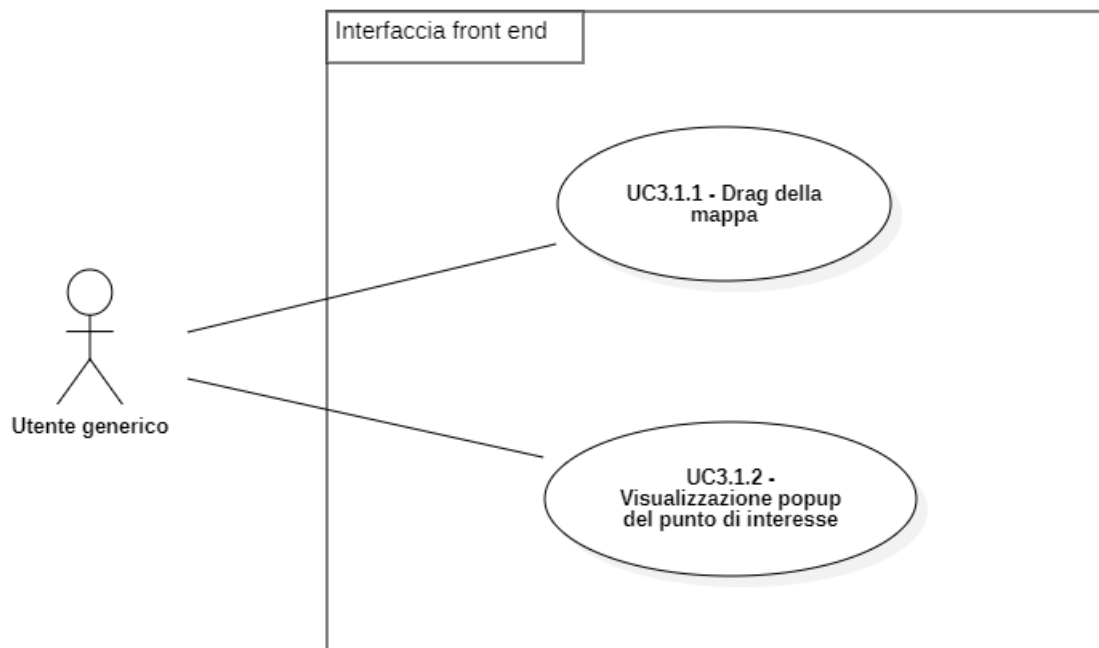 Interfaccia front end
UC3.1.1 - Drag della
mappa
Utente generico
UC3.1.2 -
Visualizzazione popup
del punto di interesse